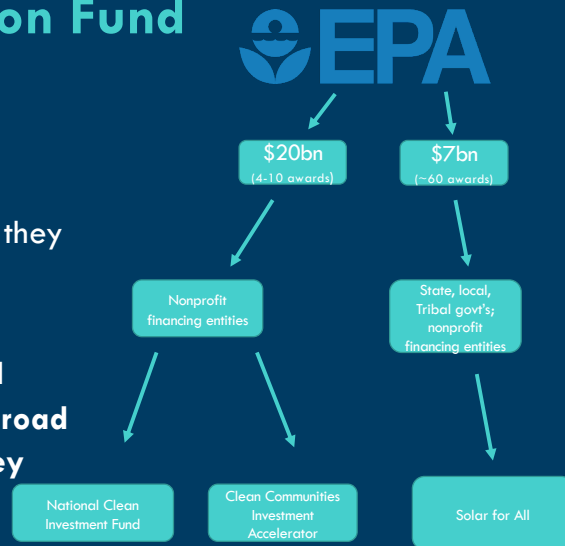 on Fund
EPA
$20bn
(4-10 awards)
$7bn
(~60 awards)
they
Nonprofit
financing entities
State, local,
Tribal govt's;
nonprofit
financing entities
road
ey
National Clean
Investment Fund
Clean Communities
Investment
Accelerator
Solar for All